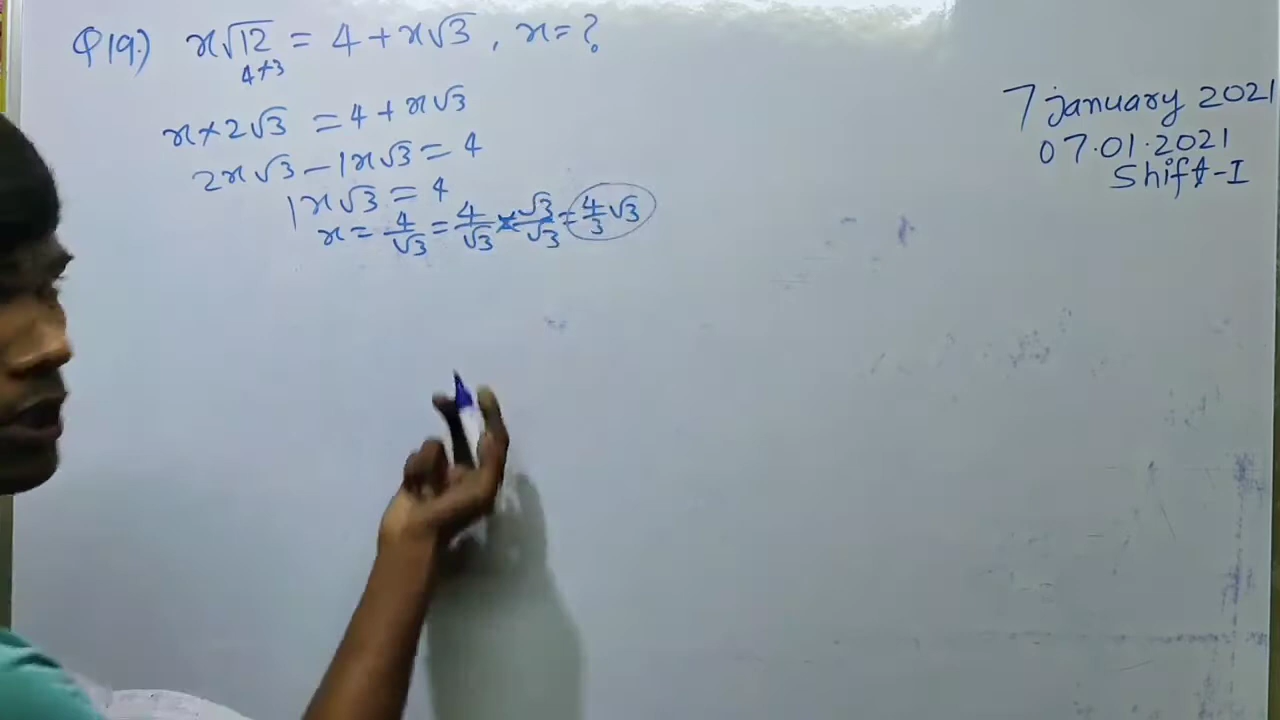 Q19.) x√12 = 4 + x√3 , x = ?
4×3
x×2√3 = 4 + x√3
2x√3 – 1x√3 = 4
1x√3 = 4
x = 4/√3 = 4/√3 × √3/√3 = 4/3 √3
7 january 2021
07.01.2021
Shift-I